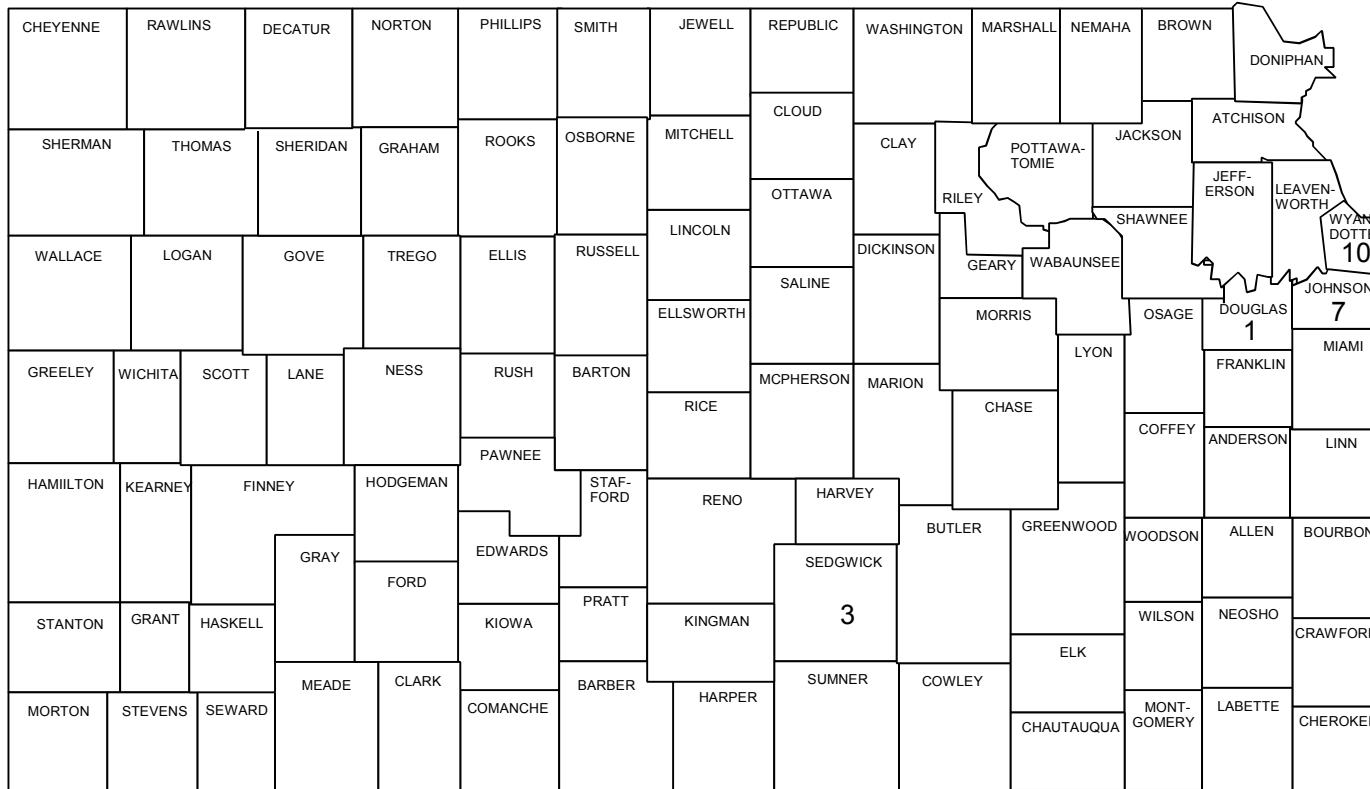 CHEYENNE RAWLINS DECATUR NORTON PHILLIPS SMITH JEWELL REPUBLIC WASHINGTON MARSHALL NEMAHA BROWN
DONIPHAN
CLOUD
ATCHISON
SHERMAN THOMAS SHERIDAN GRAHAM ROOKS OSBORNE MITCHELL CLAY JACKSON
POTTAWA-
TOMIE
JEFF-
ERSON
LEAVEN-
WORTH
OTTAWA
RILEY
SHAWNEE
WYAN
DOTTE
10
LINCOLN
WALLACE LOGAN GOVE TREGO ELLIS RUSSELL DICKINSON
GEARY WABAUNSEE
SALINE
JOHNSON
7
ELLSWORTH MORRIS OSAGE DOUGLAS
1
MIAMI
LYON
GREELEY WICHITA SCOTT LANE NESS RUSH BARTON MCPHERSON MARION FRANKLIN
RICE CHASE
COFFEY ANDERSON LINN
PAWNEE
HAMIILTON KEARNEY FINNEY HODGEMAN
STAF-
FORD
RENO HARVEY
BUTLER GREENWOOD WOODSON ALLEN BOURBON
GRAY EDWARDS
SEDGWICK
3
FORD
PRATT
STANTON GRANT HASKELL KIOWA KINGMAN WILSON NEOSHO
CRAWFORD
ELK
MEADE CLARK BARBER SUMNER COWLEY
HARPER
MORTON STEVENS SEWARD COMANCHE
MONT-
GOMERY
LABETTE
CHAUTAUQUA CHEROKEE